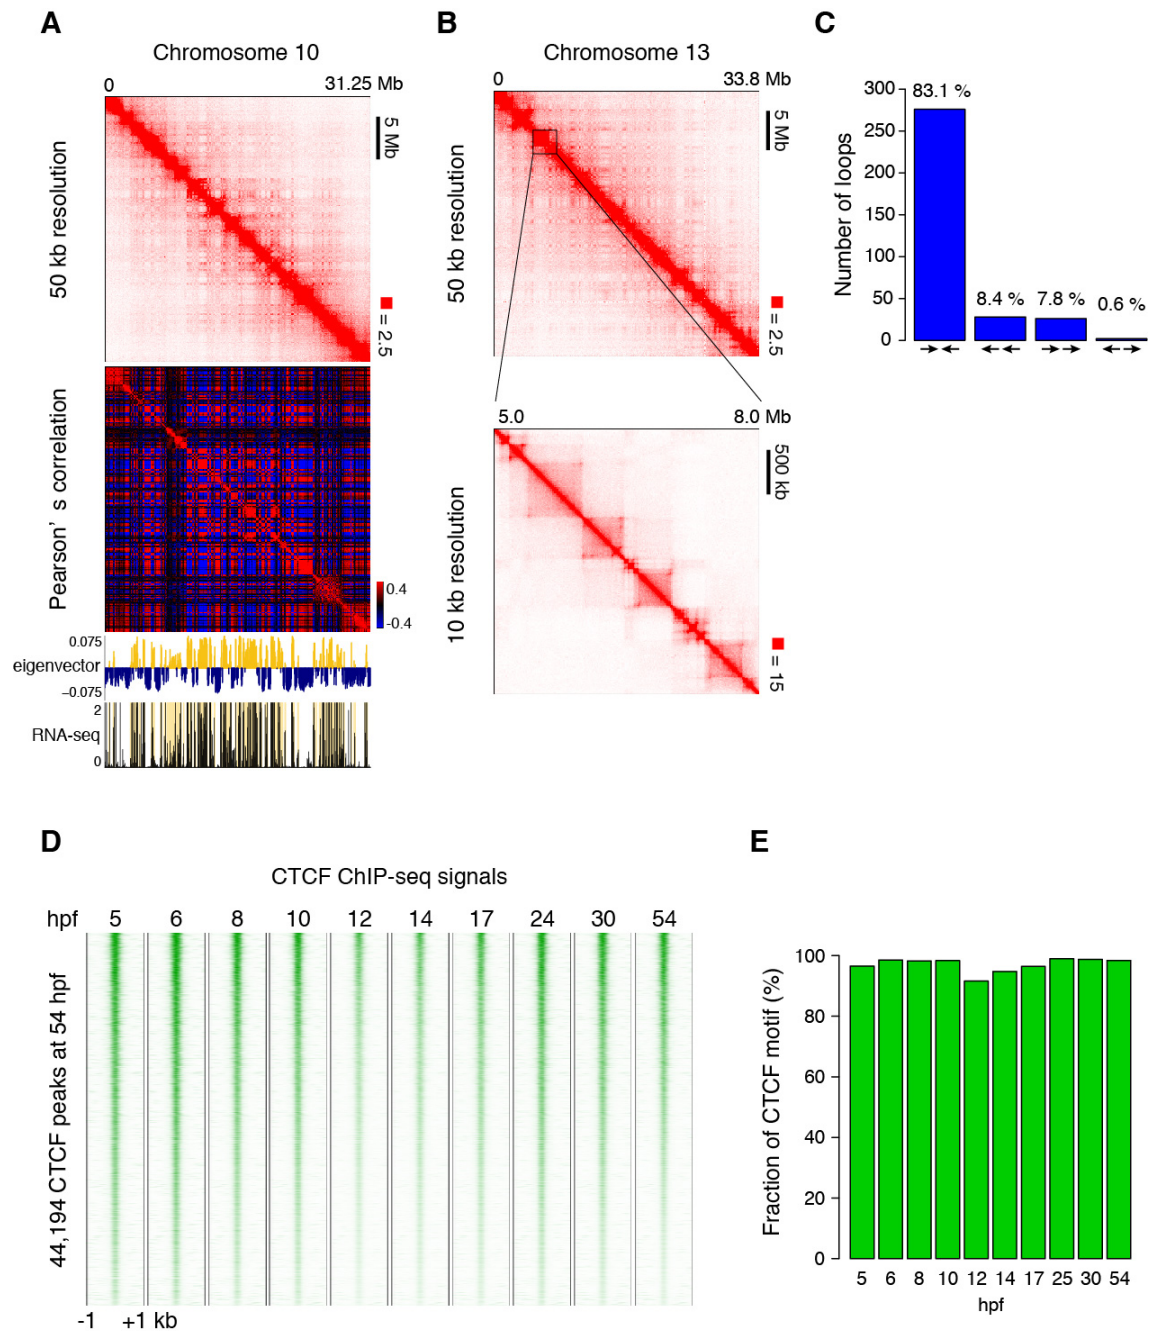 A
Chromosome 10
0 31.25 Mb
5 Mb
50 kb resolution
= 2.5
Pearson’ s correlation
0.4
-0.4
0.075
eigenvector
−0.075
2
RNA-seq
0
B
Chromosome 13
0 33.8 Mb
5 Mb
50 kb resolution
= 2.5
5.0 8.0 Mb
500 kb
10 kb resolution
= 15
C
Number of loops
300
250
200
150
100
50
0
83.1 %
8.4 %
7.8 %
0.6 %
→← ←← →→ ←→
D
CTCF ChIP-seq signals
hpf 5 6 8 10 12 14 17 24 30 54
44,194 CTCF peaks at 54 hpf
-1 +1 kb
E
Fraction of CTCF motif (%)
100
80
60
40
20
0
5 6 8 10 12 14 17 25 30 54
hpf